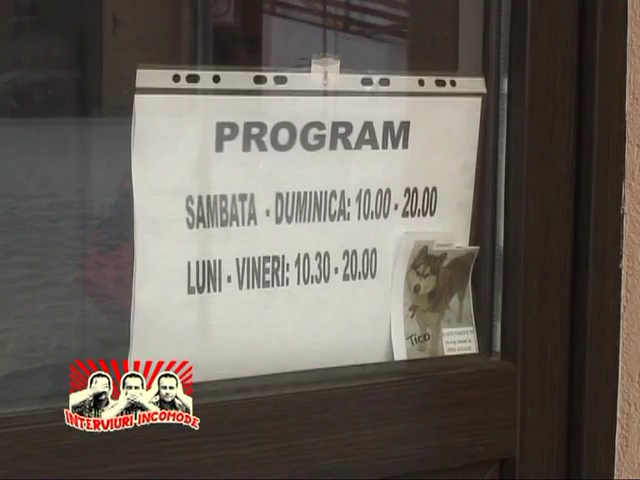 PROGRAM
SAMBATA - DUMINICA: 10.00 - 20.00
LUNI - VINERI: 10.30 - 20.00
TICO
INTERVIURI INCOMODE